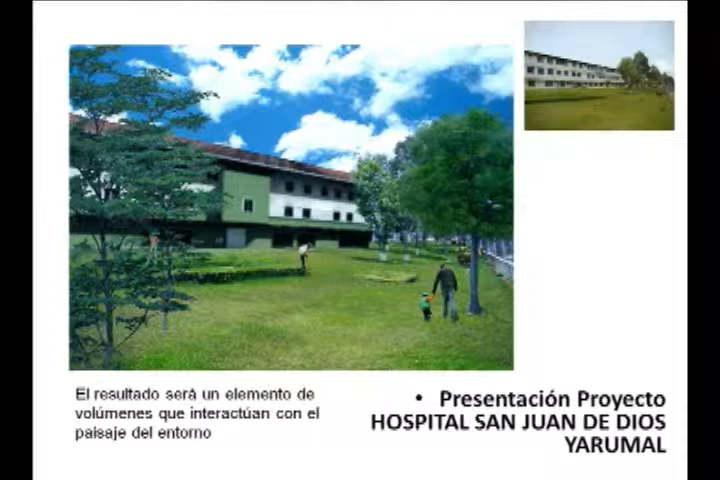 El resultado será un elemento de
volúmenes que interactúan con el
paisaje del entorno
• Presentación Proyecto
HOSPITAL SAN JUAN DE DIOS
YARUMAL